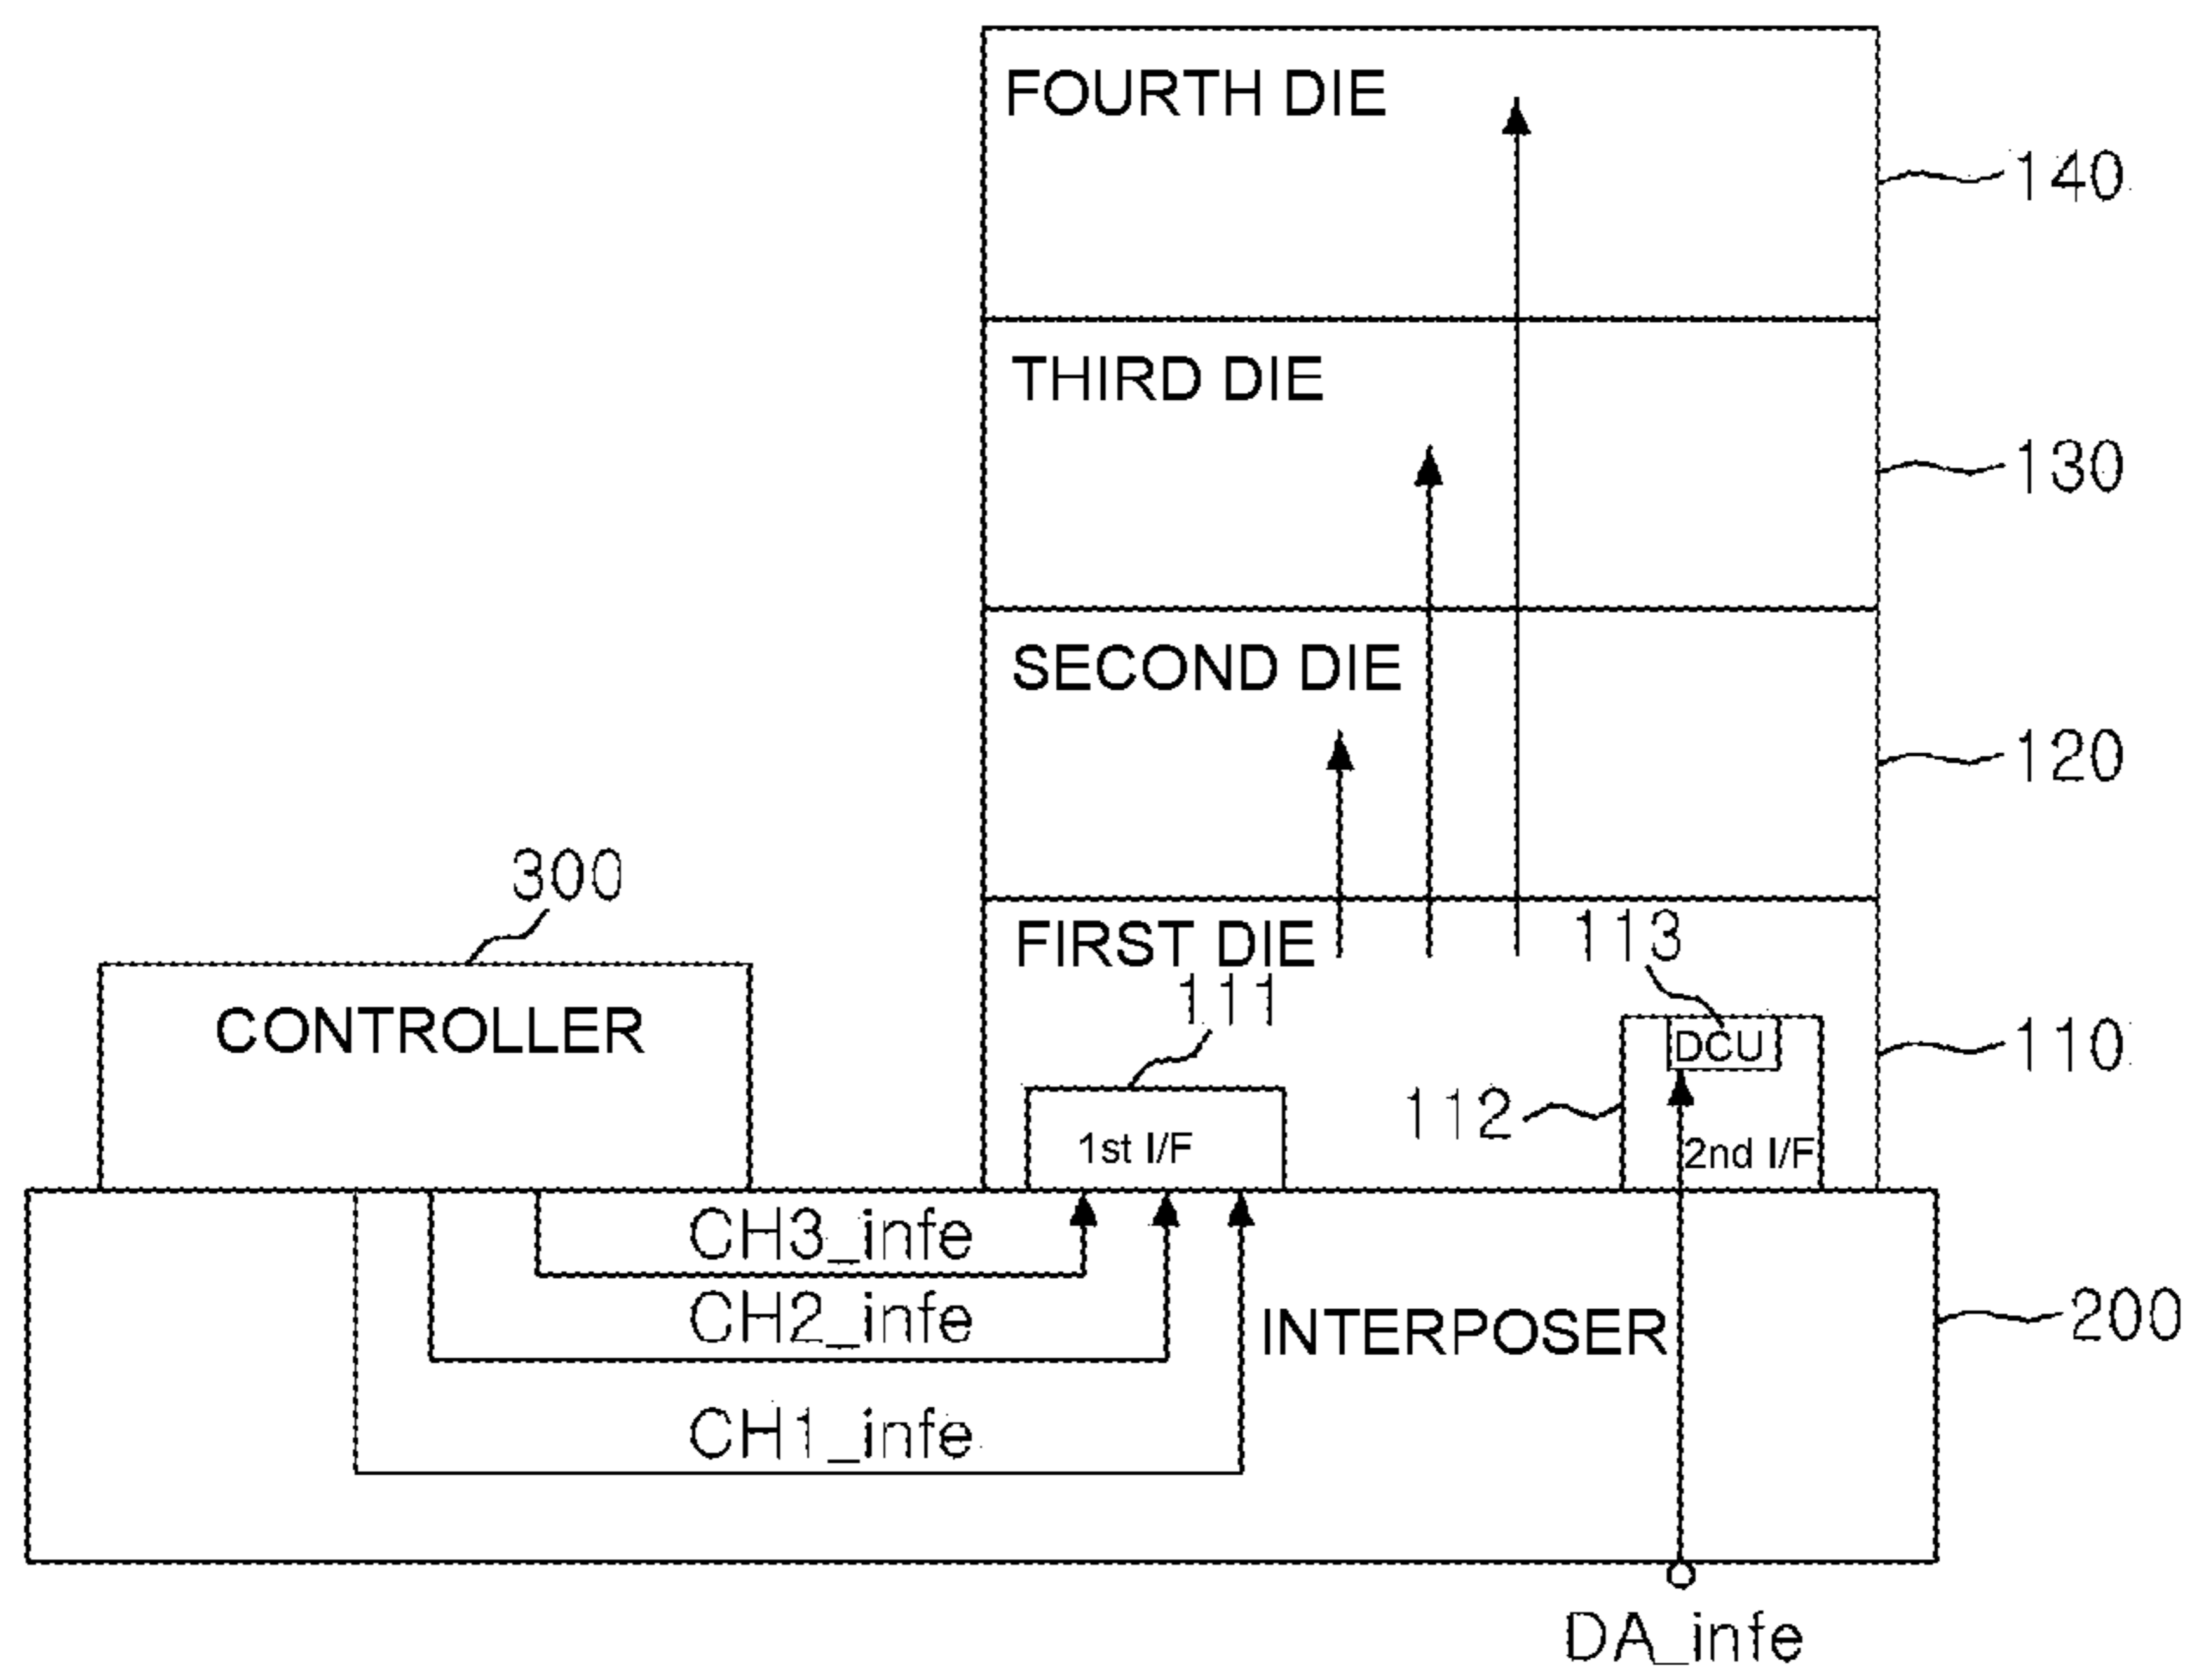 FOURTH DIE
140
THIRD DIE
130
SECOND DIE
120
300
FIRST DIE
113
111
CONTROLLER
DCU
110
112
1st I/F
2nd I/F
CH3_infe
CH2_infe
INTERPOSER
200
CH1_infe
DA_infe